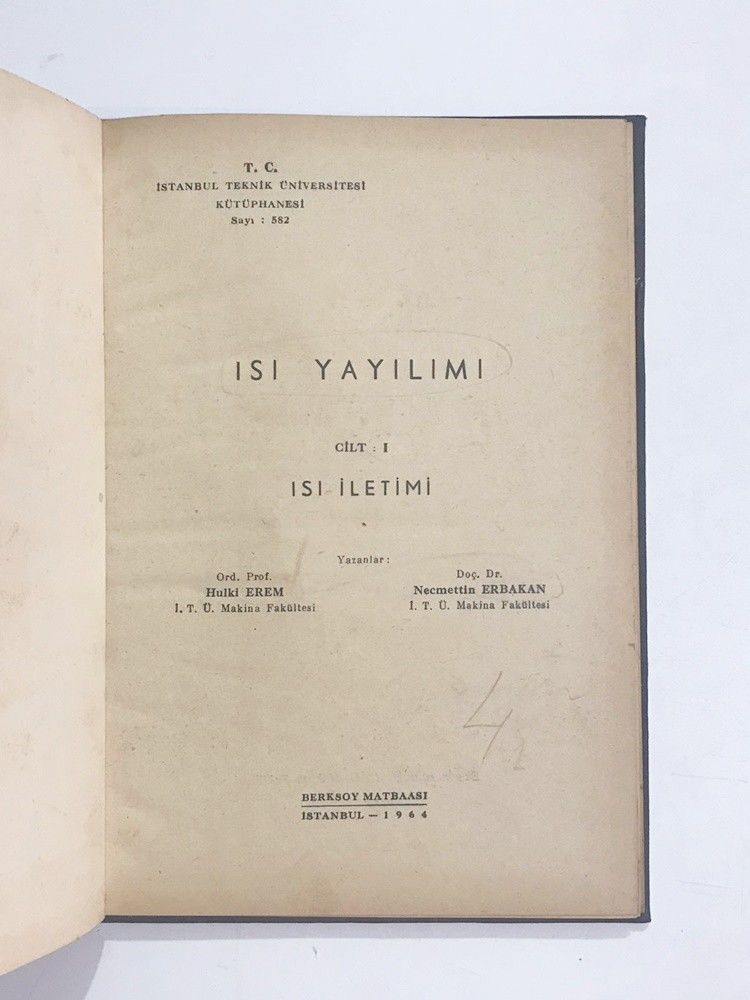 T. C.
İSTANBUL TEKNİK ÜNİVERSİTESİ
KÜTÜPHANESİ
Sayı : 582
ISI YAYILIMI
CİLT : I
ISI İLETİMİ
Yazanlar :
Ord. Prof.
Hulki EREM
İ. T. Ü. Makina Fakültesi
Doç. Dr.
Necmettin ERBAKAN
İ. T. Ü. Makina Fakültesi
4
BERKSOY MATBAASI
İSTANBUL — 1964